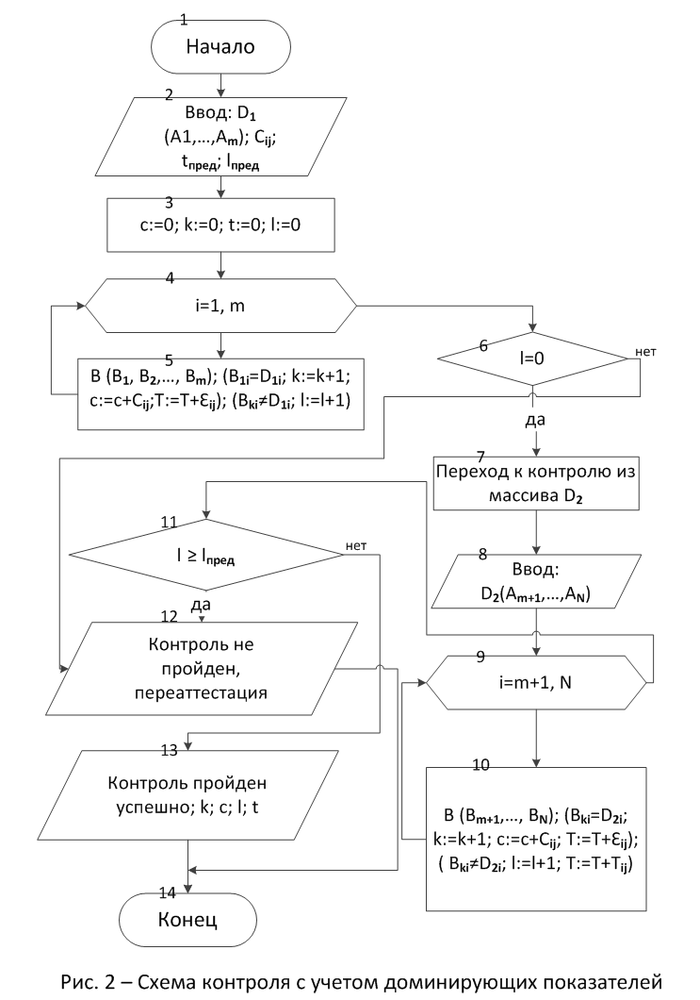 1
Начало
2
Ввод: D1
(A1,...,Am); Cij;
tпред; lпред
3
c:=0; k:=0; t:=0; l:=0
4
i=1, m
5
B (B1, B2,..., Bm); (B1i=D1i; k:=k+1;
c:=c+Cij;T:=T+Ɛij); (Bki≠D1i; l:=l+1)
6
l=0
нет
да
7
Переход к контролю из
массива D2
8
Ввод:
D2(Am+1,...,AN)
9
i=m+1, N
10
B (Bm+1,..., BN); (Bki=D2i;
k:=k+1; c:=c+Cij; T:=T+Ɛij);
( Bki≠D2i; l:=l+1; T:=T+Tij)
11
l ≥ lпред
нет
да
12
Контроль не
пройден,
переаттестация
13
Контроль пройден
успешно; k; c; l; t
14
Конец
Рис. 2 – Схема контроля с учетом доминирующих показателей